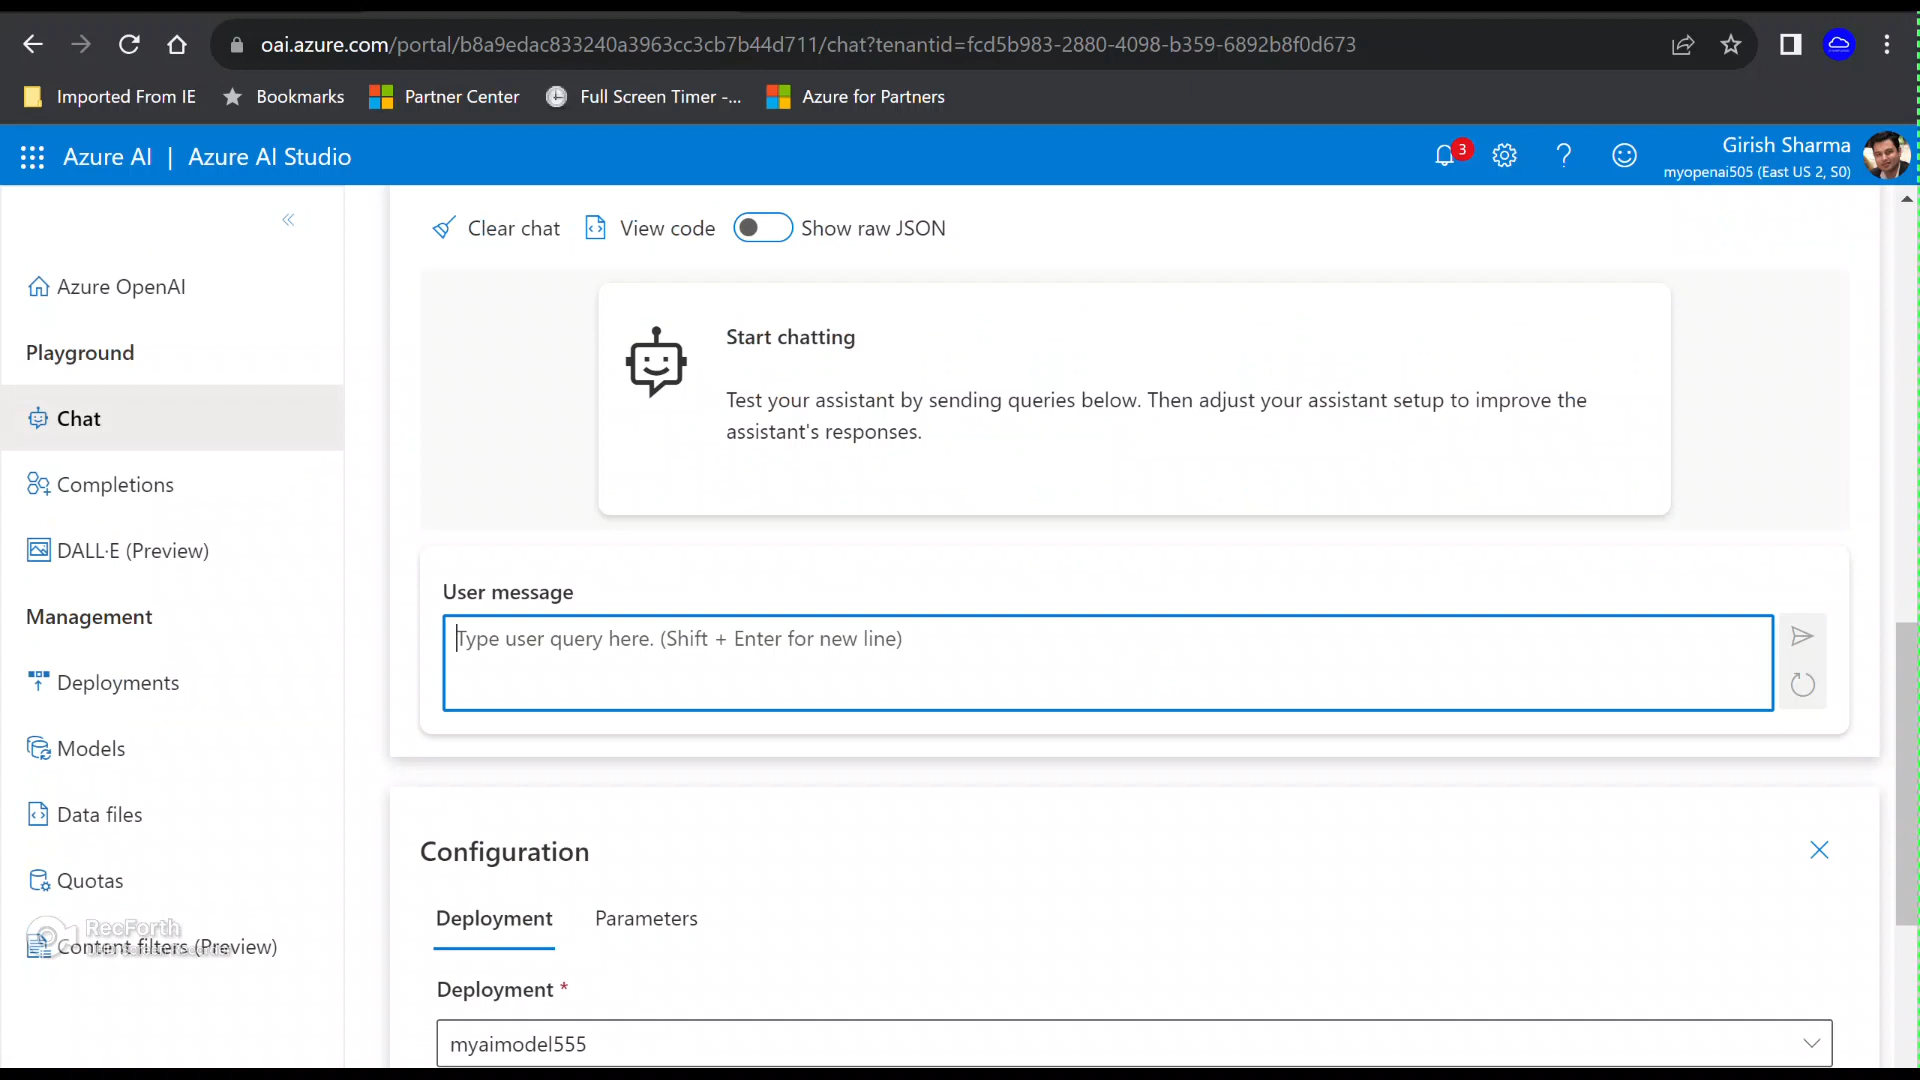 oai.azure.com/portal/b8a9edac833240a3963cc3cb7b44d711/chat?tenantid=fcd5b983-2880-4098-b359-6892b8f0d673
Imported From IE
Bookmarks
Partner Center
Full Screen Timer -...
Azure for Partners
Azure AI | Azure AI Studio
3
?
Girish Sharma
myopenai505 (East US 2, S0)
Clear chat
View code
Show raw JSON
Azure OpenAI
Playground
Chat
Completions
DALL·E (Preview)
Management
Deployments
Models
Data files
Quotas
RecForth
Content filters (Preview)
Start chatting
Test your assistant by sending queries below. Then adjust your assistant setup to improve the
assistant's responses.
User message
Type user query here. (Shift + Enter for new line)
Configuration
Deployment
Parameters
Deployment *
myaimodel555